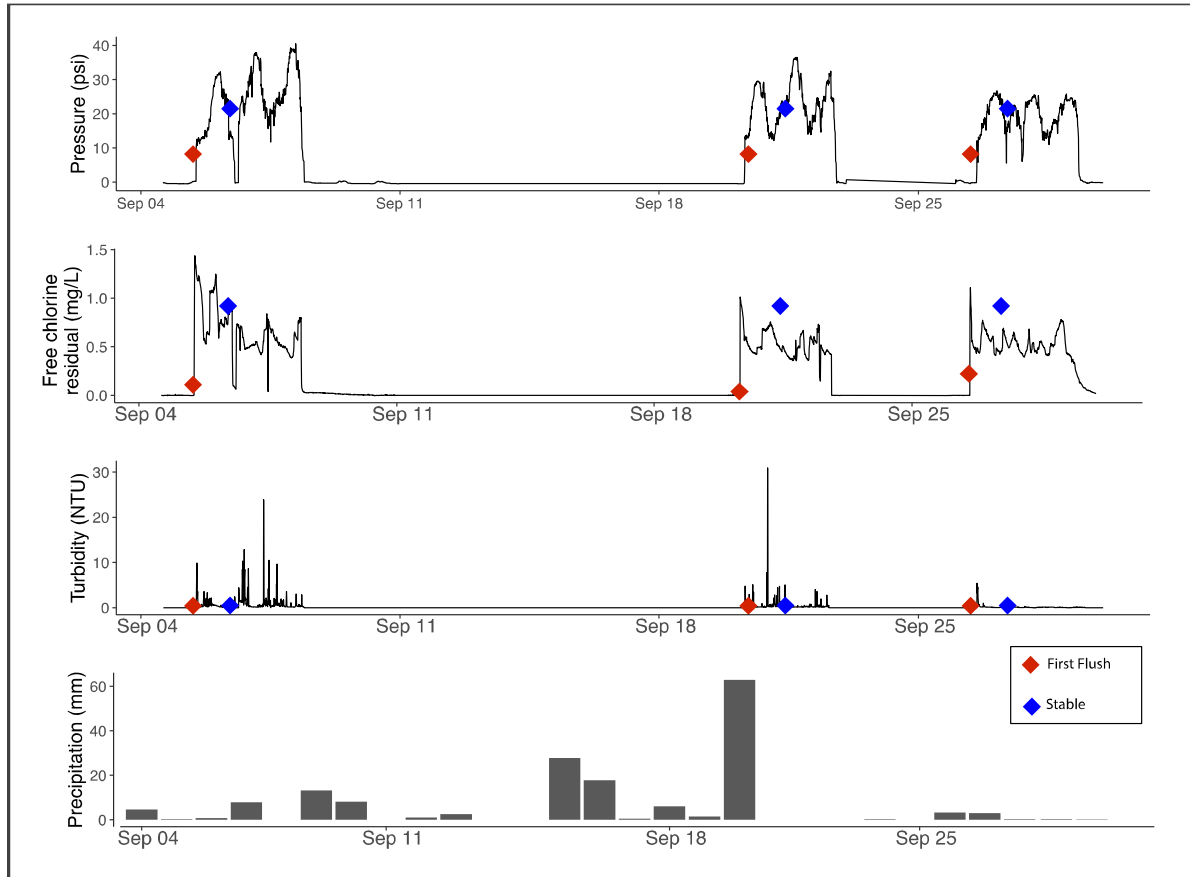 Pressure (psi)
40
30
20
10
0
Sep 04 Sep 11 Sep 18 Sep 25
Free chlorine
residual (mg/L)
1.5
1.0
0.5
0.0
Sep 04 Sep 11 Sep 18 Sep 25
Turbidity (NTU)
30
20
10
0
Sep 04 Sep 11 Sep 18 Sep 25
First Flush
Stable
Precipitation (mm)
60
40
20
0
Sep 04 Sep 11 Sep 18 Sep 25